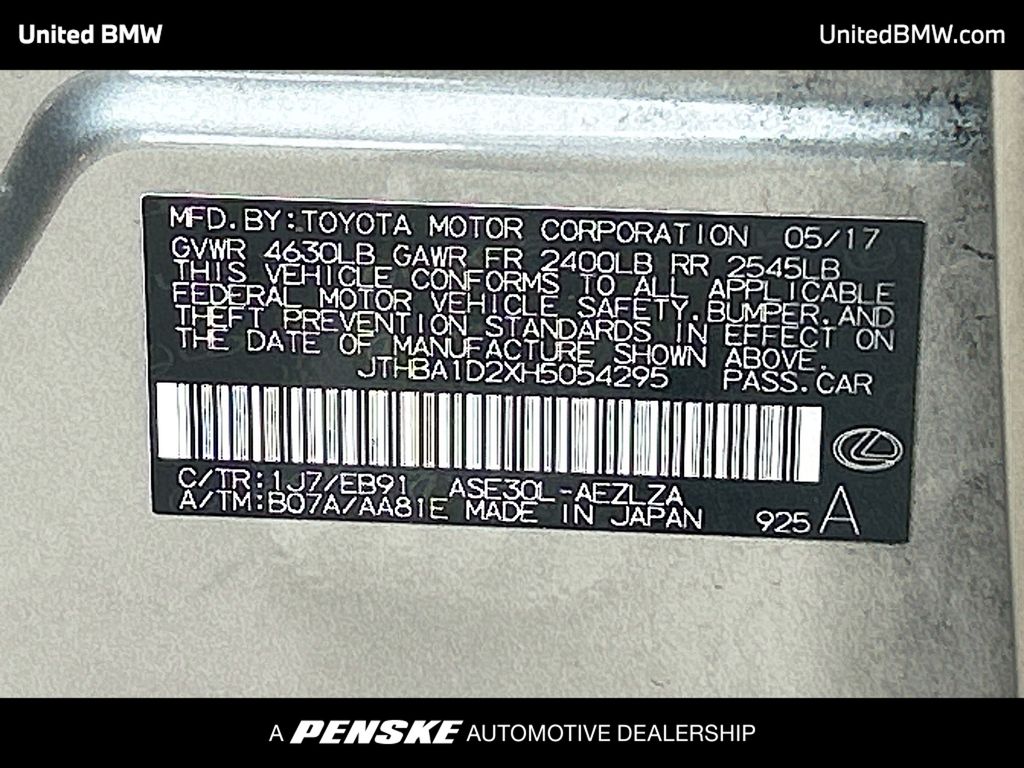 United BMW
UnitedBMW.com
MFD.BY:TOYOTA MOTOR CORPORATION 05/17
GVWR 4630LB GAWR FR 2400LB RR 2545LB
THIS VEHICLE CONFORMS TO ALL APPLICABLE
FEDERAL MOTOR VEHICLE SAFETY,BUMPER,AND
THEFT PREVENTION STANDARDS IN EFFECT ON
THE DATE OF MANUFACTURE SHOWN ABOVE.
JTHBA1D2XH5054295 PASS.CAR
C/TR:1J7/EB91 ASE30L-AEZLZA
A/TM:B07A/AA81E MADE IN JAPAN 925 A
A PENSKE AUTOMOTIVE DEALERSHIP